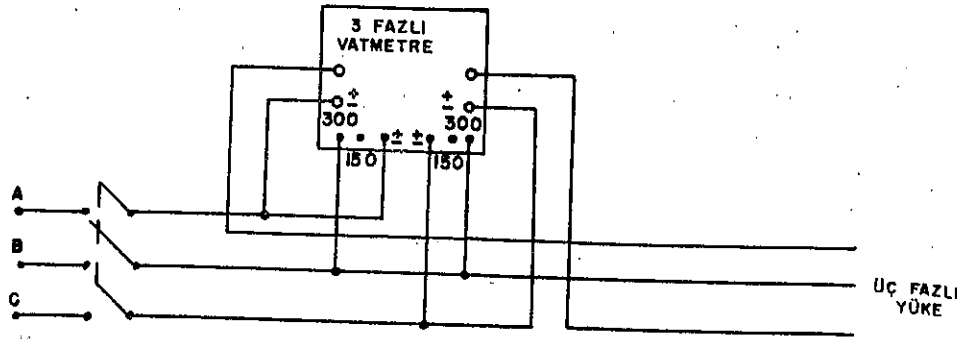 3 FAZLI
VATMETRE
± ±
300 300
± ±
150 150
A
B
C
ÜÇ FAZLI
YÜKE